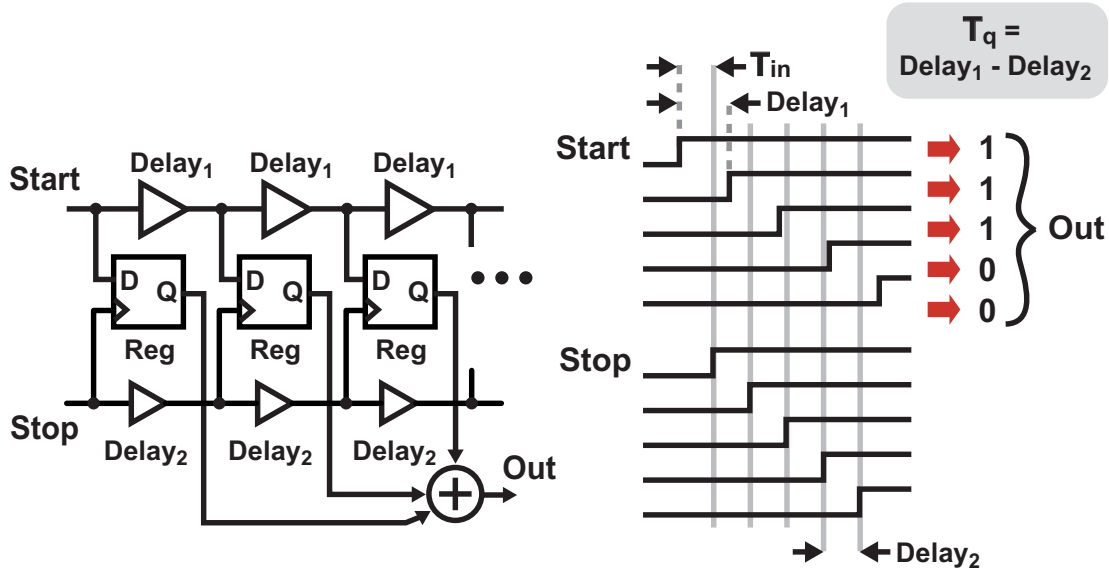 Start
Delay₁
Delay₁
Delay₁
D
Q
D
Q
D
Q
Reg
Reg
Reg
Stop
Delay₂
Delay₂
Delay₂
Out
Tq =
Delay₁ - Delay₂
Tin
Delay₁
Start
1
1
1
0
0
Out
Stop
Delay₂